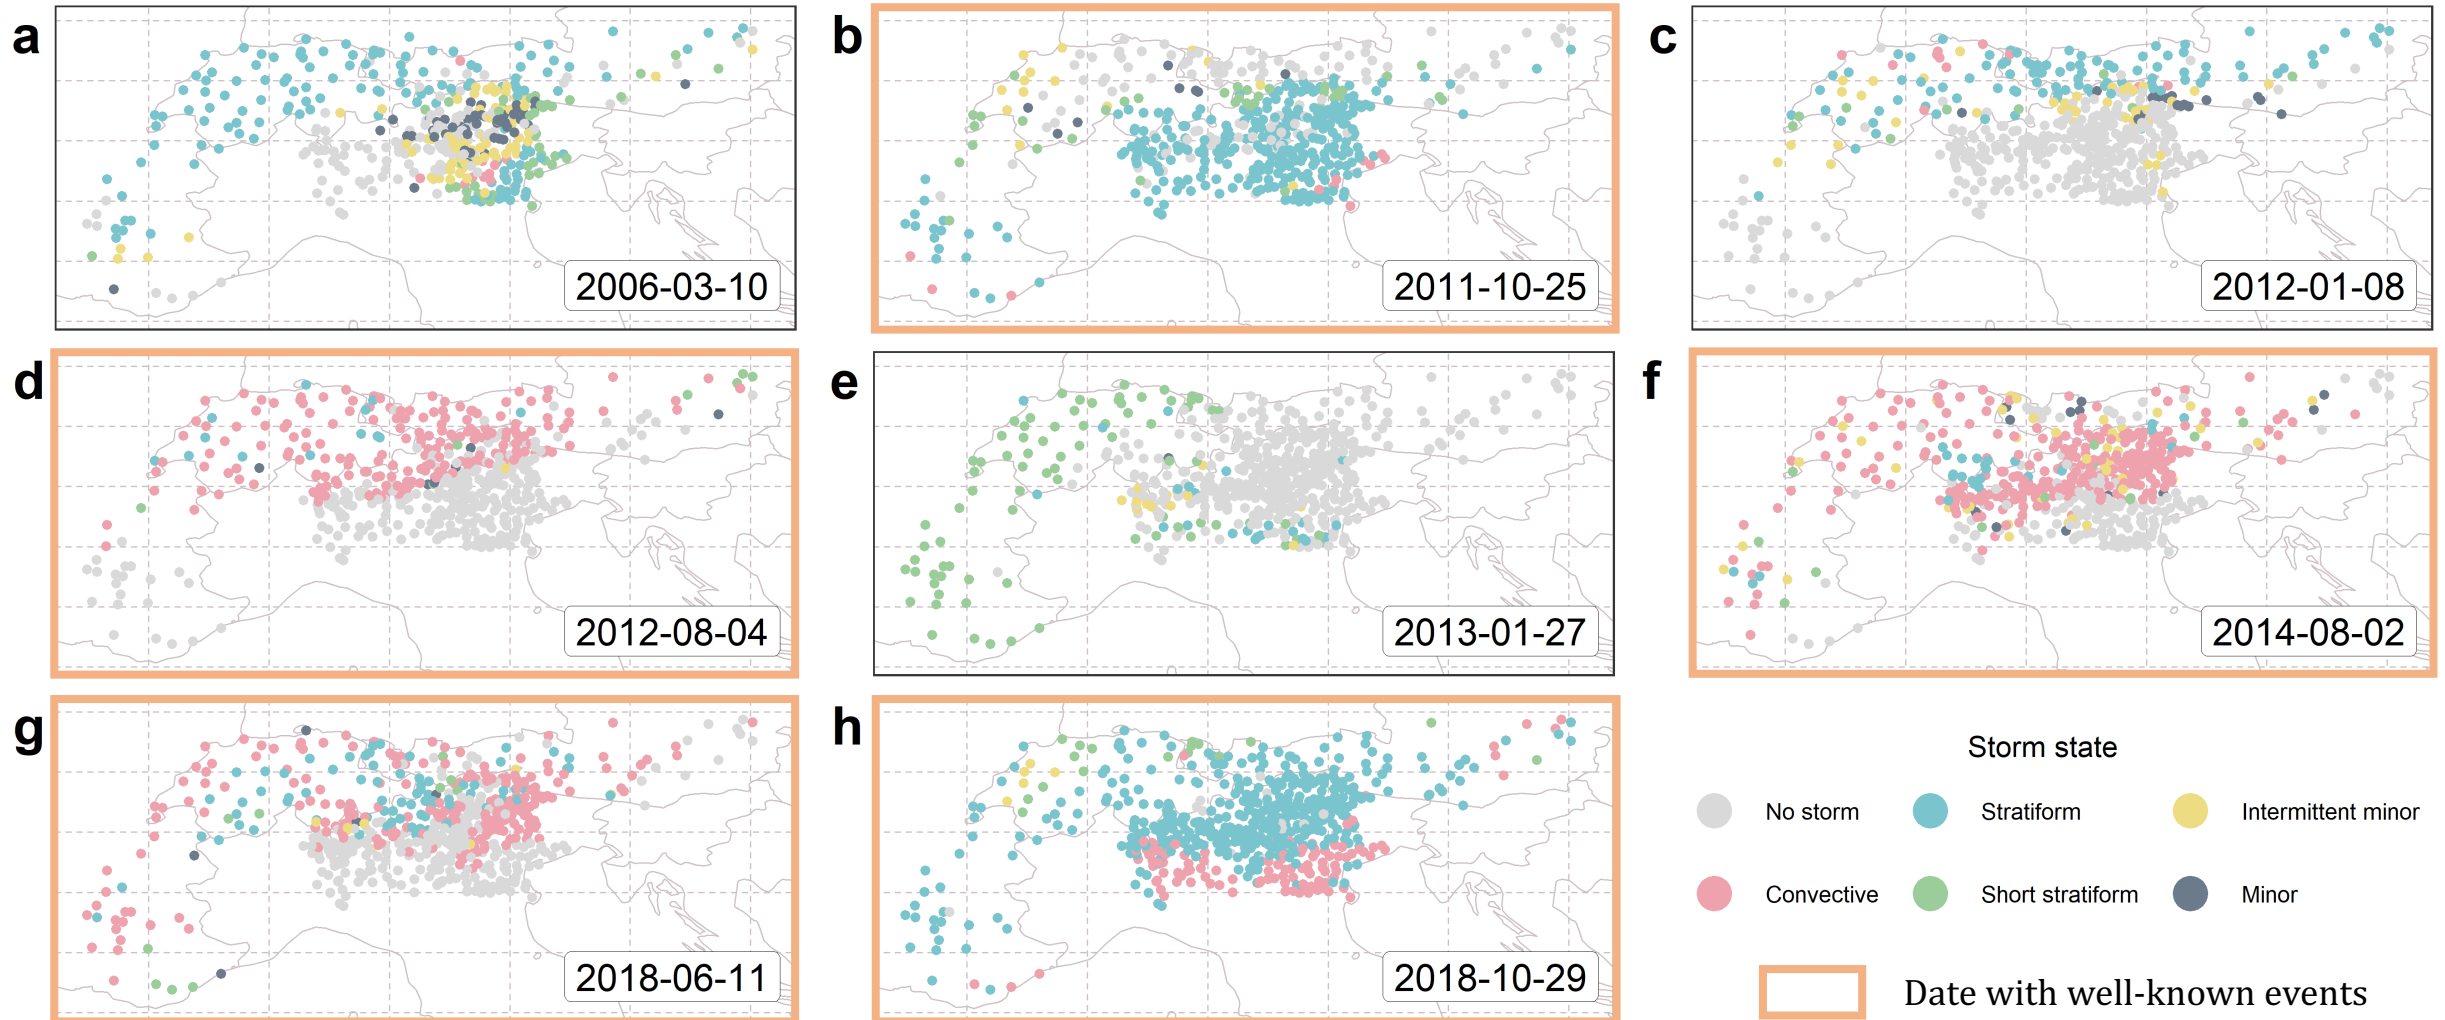 a
2006-03-10
b
2011-10-25
c
2012-01-08
d
2012-08-04
e
2013-01-27
f
2014-08-02
g
2018-06-11
h
2018-10-29
Storm state
No storm
Stratiform
Intermittent minor
Convective
Short stratiform
Minor
Date with well-known events